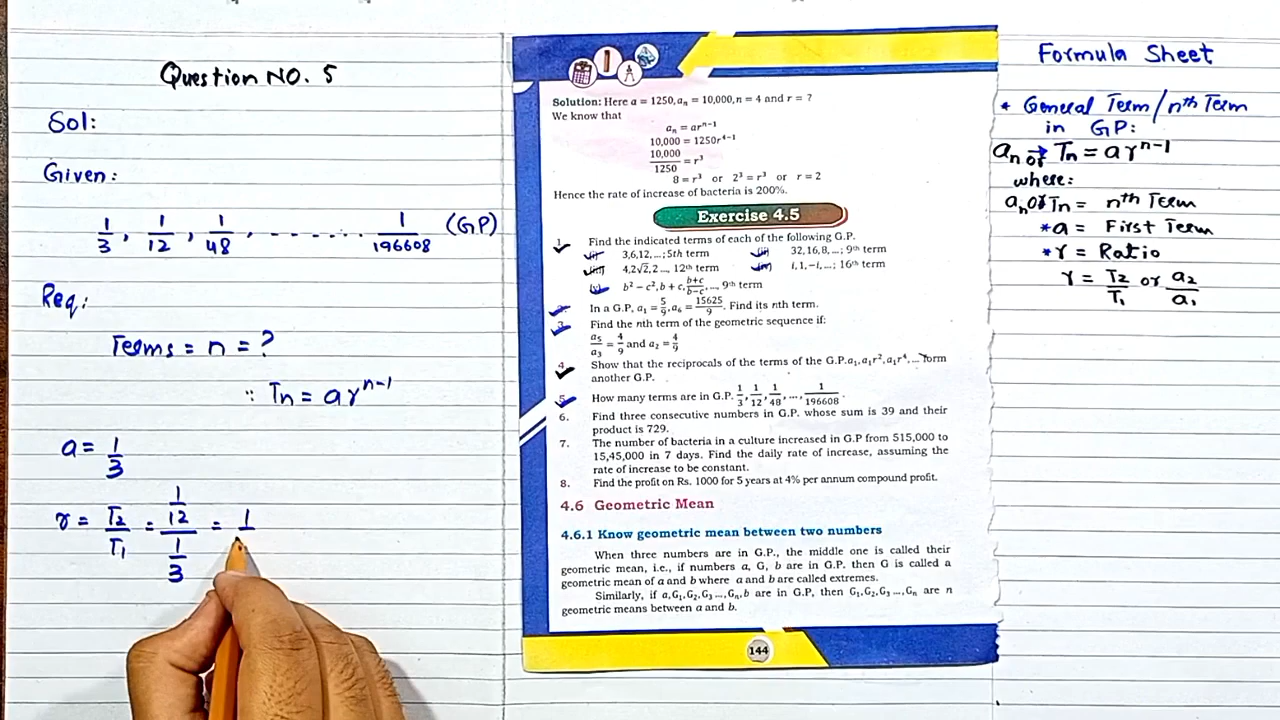 Question NO. 5
Sol:
Given:
1/3, 1/12, 1/48, ......... 1/196608 (GP)
Req:
Terms = n = ?
∵ Tn = ar^(n-1)
a = 1/3
r = T2/T1 = (1/12)/(1/3) = 1
Solution: Here a = 1250, aₙ = 10,000, n = 4 and r = ?
We know that
aₙ = arⁿ⁻¹
10,000 = 1250r⁴⁻¹
10,000/1250 = r³
8 = r³ or 2³ = r³ or r = 2
Hence the rate of increase of bacteria is 200%.
Exercise 4.5
1. Find the indicated terms of each of the following G.P.
(i) 3,6,12,...; 5th term (ii) 32,16,8,...; 9th term
(iii) 4,2√2,2..., 12th term (iv) i,1,−i,...; 16th term
(v) b² − c², b + c, (b+c)/(b−c), ..., 9th term
2. In a G.P, a₁ = 5/9, a₆ = 15625/9. Find its nth term.
3. Find the nth term of the geometric sequence if:
a₅/a₃ = 4/9 and a₂ = 4/9
4. Show that the reciprocals of the terms of the G.P. a₁, a₁r², a₁r⁴, ... form
another G.P.
5. How many terms are in G.P. 1/3, 1/12, 1/48, ..., 1/196608.
6. Find three consecutive numbers in G.P. whose sum is 39 and their
product is 729.
7. The number of bacteria in a culture increased in G.P from 515,000 to
15,45,000 in 7 days. Find the daily rate of increase, assuming the
rate of increase to be constant.
8. Find the profit on Rs. 1000 for 5 years at 4% per annum compound profit.
4.6 Geometric Mean
4.6.1 Know geometric mean between two numbers
When three numbers are in G.P., the middle one is called their
geometric mean, i.e., if numbers a, G, b are in G.P. then G is called a
geometric mean of a and b where a and b are called extremes.
Similarly, if a,G₁,G₂,G₃...,Gₙ,b are in G.P, then G₁,G₂,G₃...,Gₙ are n
geometric means between a and b.
144
Formula Sheet
* General Term/nth Term
in GP:
an or → Tn = ar^(n-1)
where:
an or Tn = nth Term
*a = First Term
*r = Ratio
r = T2/T1 or a2/a1